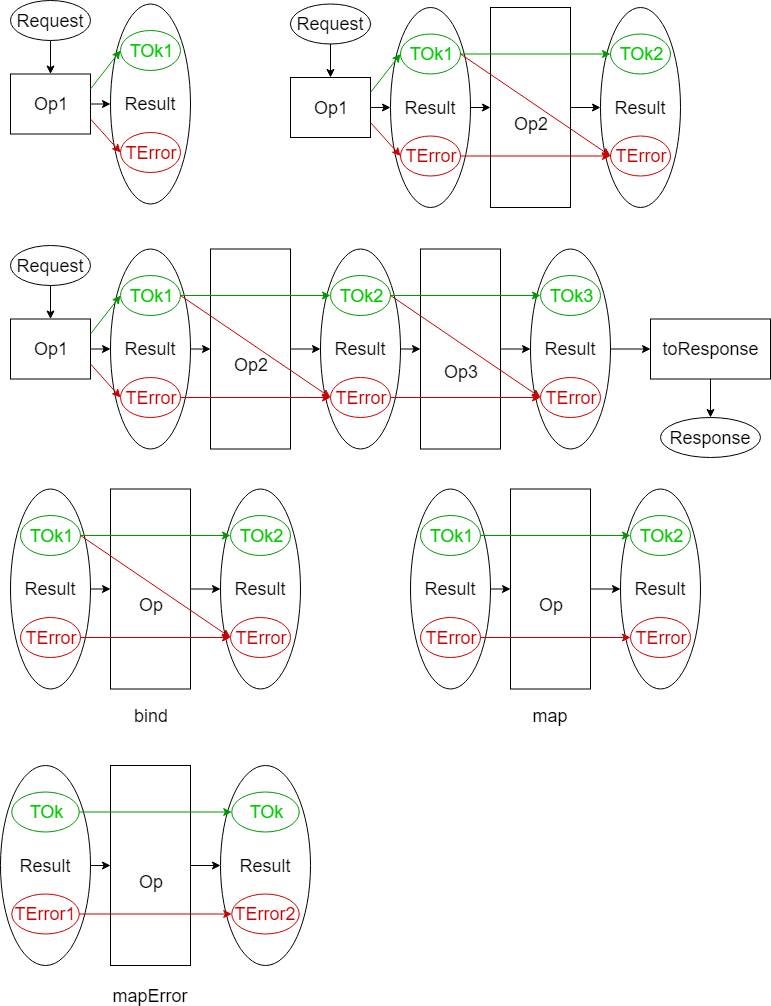 Request
TOk1
Op1
Result
TError
Request
TOk1
TOk2
Op1
Result
Op2
Result
TError
TError
Request
TOk1
TOk2
TOk3
Op1
Result
Op2
Result
Op3
Result
toResponse
TError
TError
TError
Response
TOk1
TOk2
Result
Op
Result
TError
TError
bind
TOk1
TOk2
Result
Op
Result
TError
TError
map
TOk
TOk
Result
Op
Result
TError1
TError2
mapError